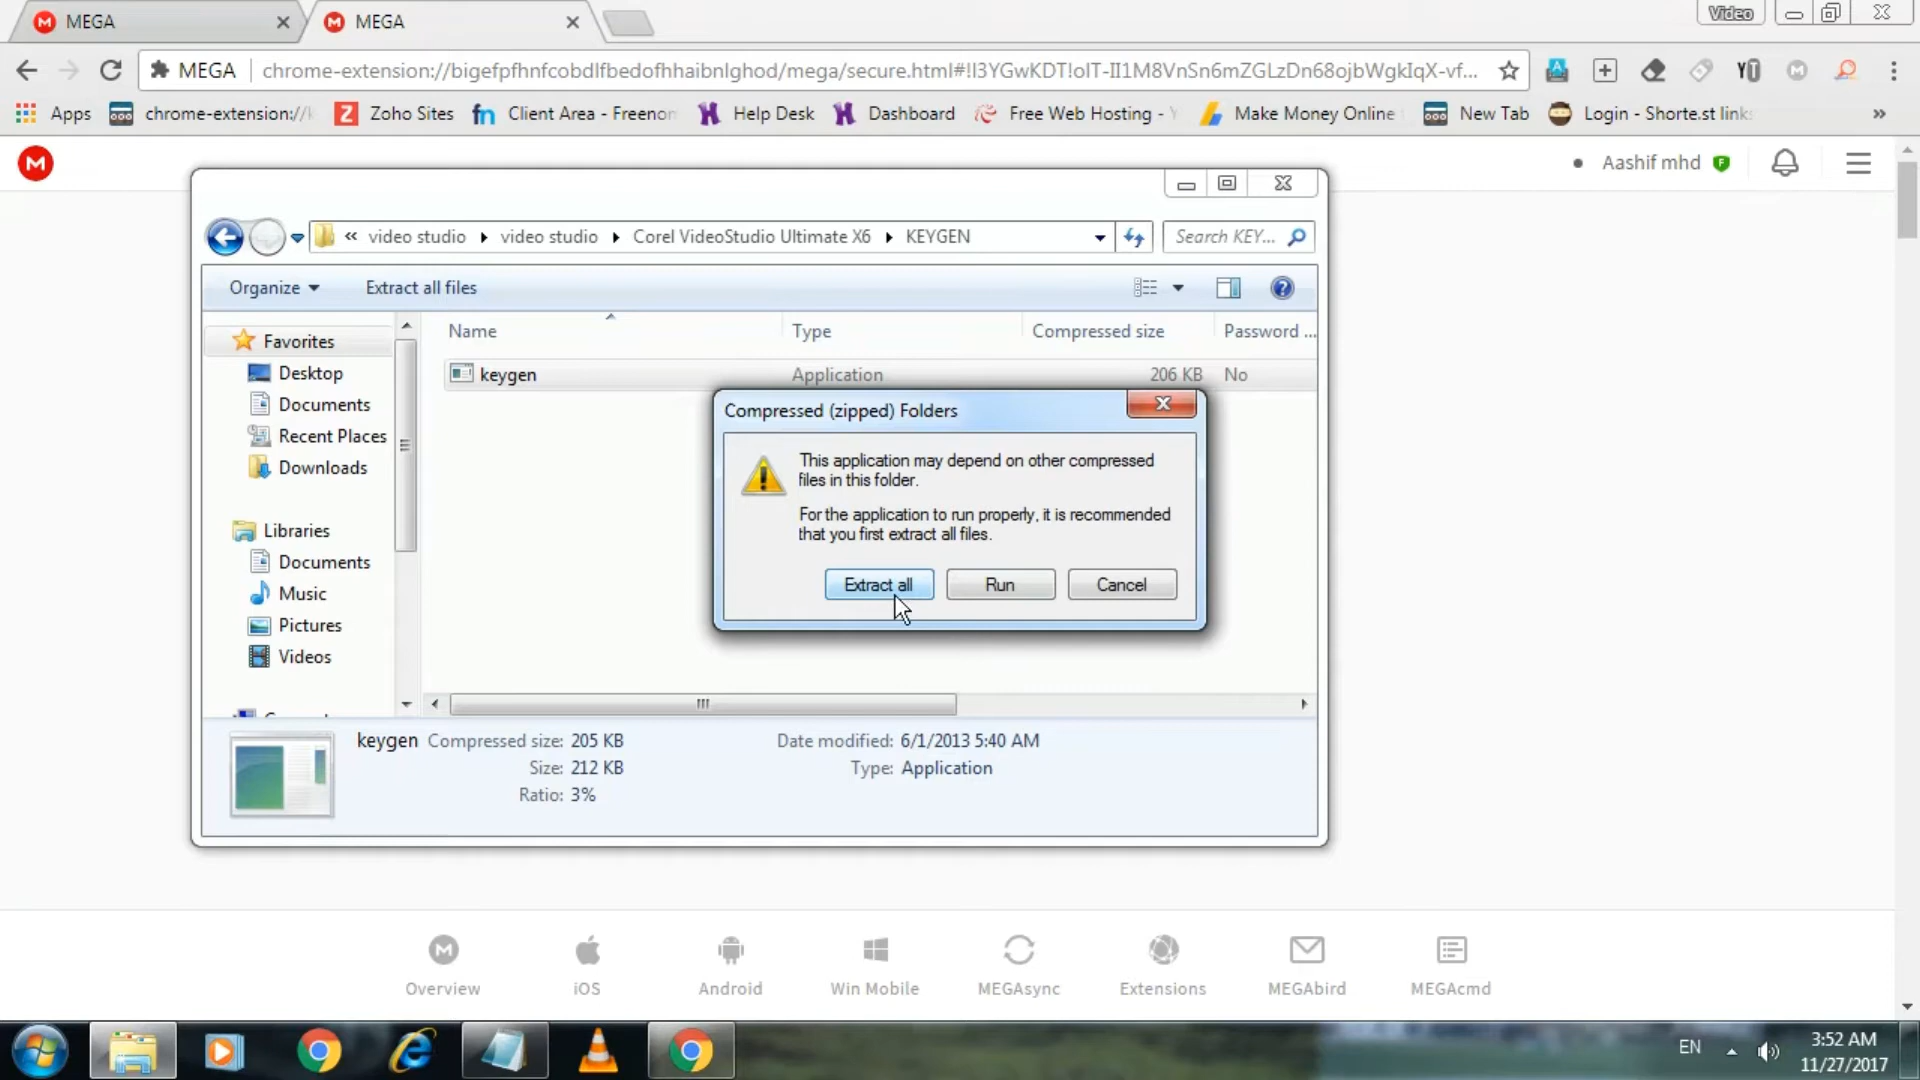 MEGA
MEGA
Video
MEGA
chrome-extension://bigefpfhnfcobdlfbedofhhaibnlghod/mega/secure.html#!I3YGwKDT!oIT-II1M8VnSn6mZGLzDn68ojbWgkIqX-vf...
Apps
chrome-extension://
Zoho Sites
Client Area - Freenom
Help Desk
Dashboard
Free Web Hosting -
Make Money Online
New Tab
Login - Shorte.st links
»
Aashif mhd
« video studio
video studio
Corel VideoStudio Ultimate X6
KEYGEN
Search KEY...
Organize
Extract all files
Name
Type
Compressed size
Password ...
Favorites
Desktop
Documents
Recent Places
Downloads
Libraries
Documents
Music
Pictures
Videos
keygen
Application
206 KB
No
Compressed (zipped) Folders
This application may depend on other compressed
files in this folder.
For the application to run properly, it is recommended
that you first extract all files.
Extract all
Run
Cancel
keygen
Compressed size: 205 KB
Date modified: 6/1/2013 5:40 AM
Size: 212 KB
Type: Application
Ratio: 3%
Overview
iOS
Android
Win Mobile
MEGAsync
Extensions
MEGAbird
MEGAcmd
EN
3:52 AM
11/27/2017